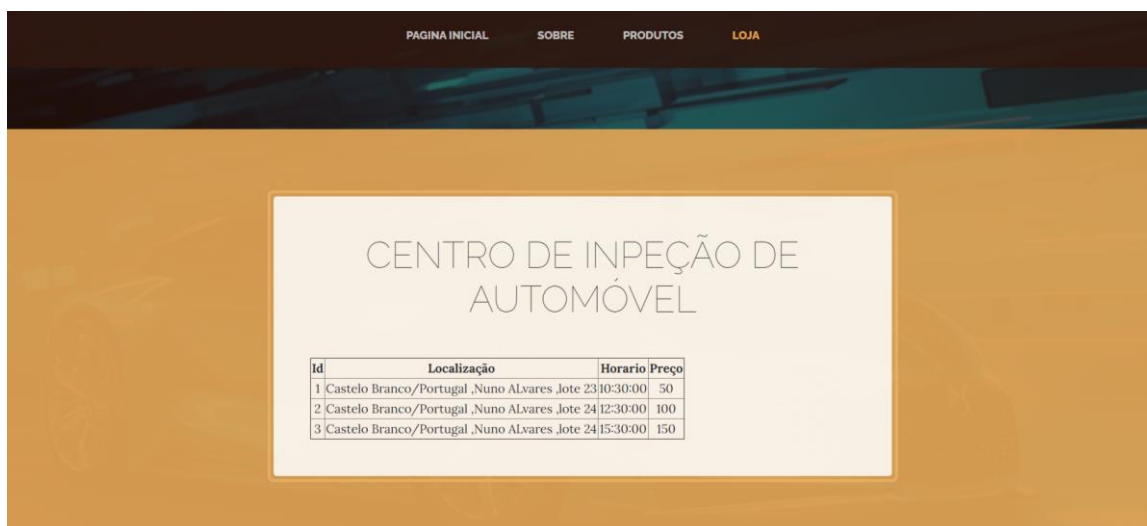 PAGINA INICIAL SOBRE PRODUTOS LOJA
CENTRO DE INPEÇÃO DE
AUTOMÓVEL
Id Localização Horario Preço
1 Castelo Branco/Portugal ,Nuno ALvares ,lote 23 10:30:00 50
2 Castelo Branco/Portugal ,Nuno ALvares ,lote 24 12:30:00 100
3 Castelo Branco/Portugal ,Nuno ALvares ,lote 24 15:30:00 150